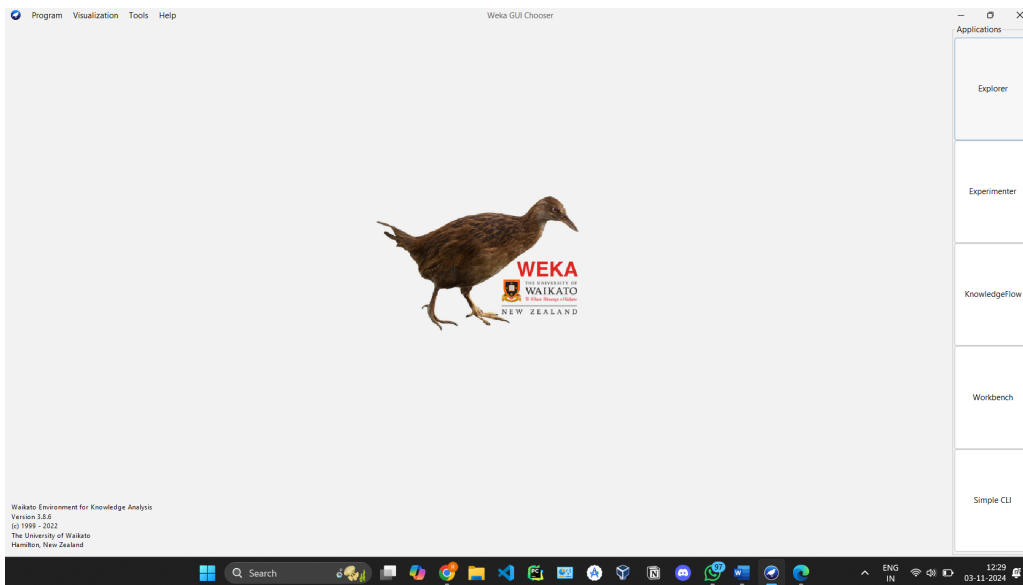 Program Visualization Tools Help
Weka GUI Chooser
Applications
Explorer
Experimenter
KnowledgeFlow
Workbench
Simple CLI
WEKA
THE UNIVERSITY OF
WAIKATO
NEW ZEALAND
Waikato Environment for Knowledge Analysis
Version 3.8.6
(c) 1999 - 2022
The University of Waikato
Hamilton, New Zealand
Search
97
ENG
IN
12:29
03-11-2024